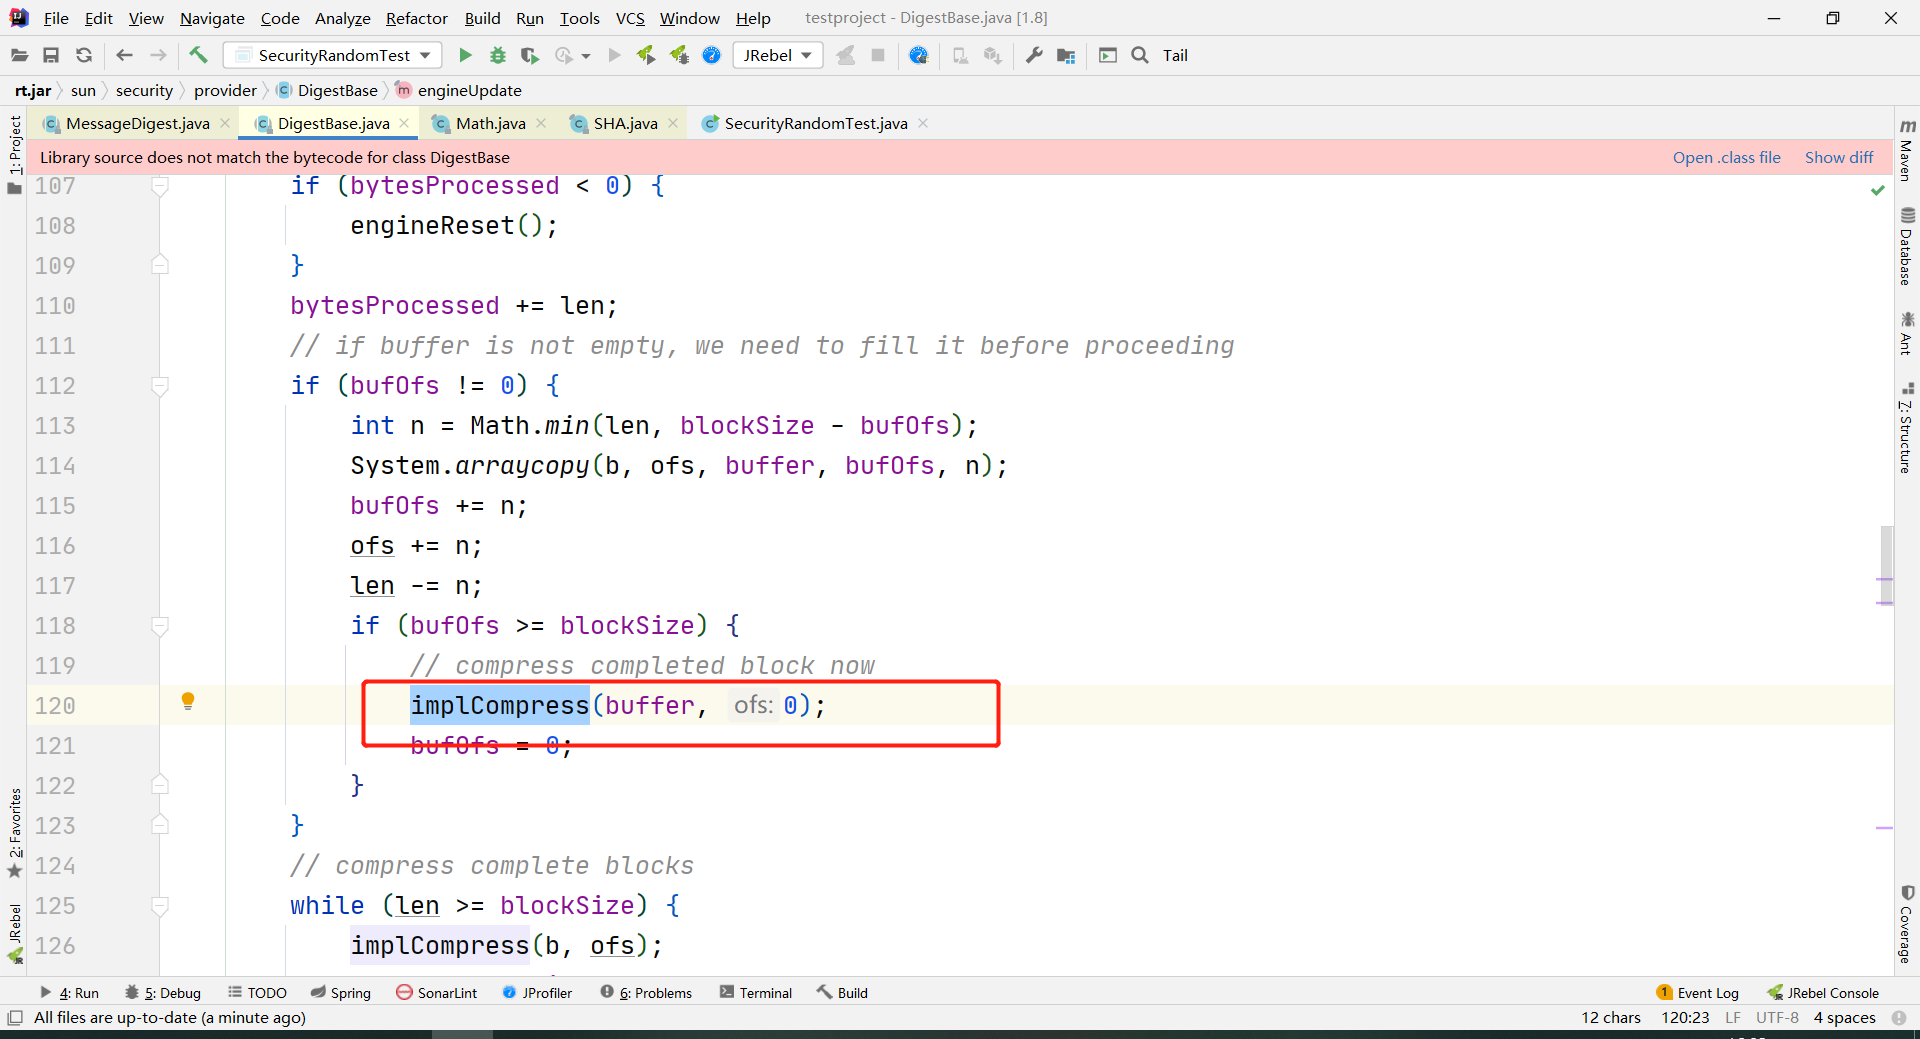 File Edit View Navigate Code Analyze Refactor Build Run Tools VCS Window Help testproject - DigestBase.java [1.8]
SecurityRandomTest JRebel Tail
rt.jar sun security provider DigestBase engineUpdate
MessageDigest.java DigestBase.java Math.java SHA.java SecurityRandomTest.java
Library source does not match the bytecode for class DigestBase Open .class file Show diff
107 if (bytesProcessed < 0) {
108 engineReset();
109 }
110 bytesProcessed += len;
111 // if buffer is not empty, we need to fill it before proceeding
112 if (bufOfs != 0) {
113 int n = Math.min(len, blockSize - bufOfs);
114 System.arraycopy(b, ofs, buffer, bufOfs, n);
115 bufOfs += n;
116 ofs += n;
117 len -= n;
118 if (bufOfs >= blockSize) {
119 // compress completed block now
120 implCompress(buffer, ofs: 0);
121 bufOfs = 0;
122 }
123 }
124 // compress complete blocks
125 while (len >= blockSize) {
126 implCompress(b, ofs);
1: Project
2: Favorites
JRebel
m Maven
Database
Ant
7: Structure
Coverage
4: Run 5: Debug TODO Spring SonarLint JProfiler 6: Problems Terminal Build 1 Event Log JRebel Console
All files are up-to-date (a minute ago) 12 chars 120:23 LF UTF-8 4 spaces